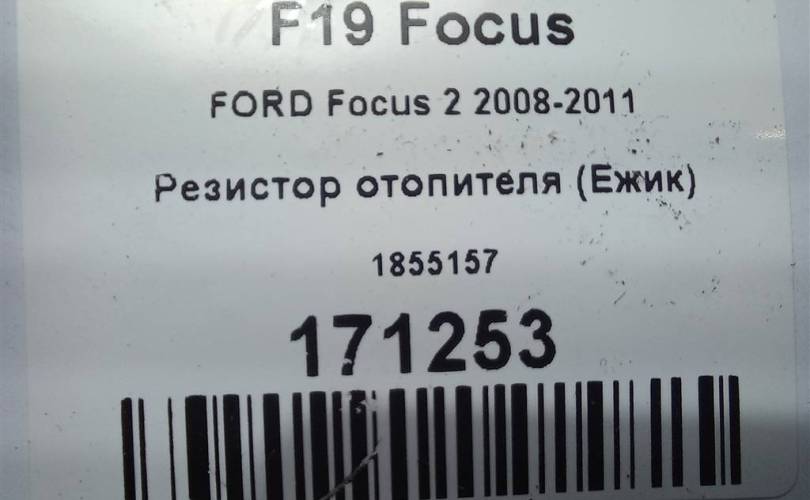 F19 Focus
FORD Focus 2 2008-2011
Резистор отопителя (Ежик)
1855157
171253